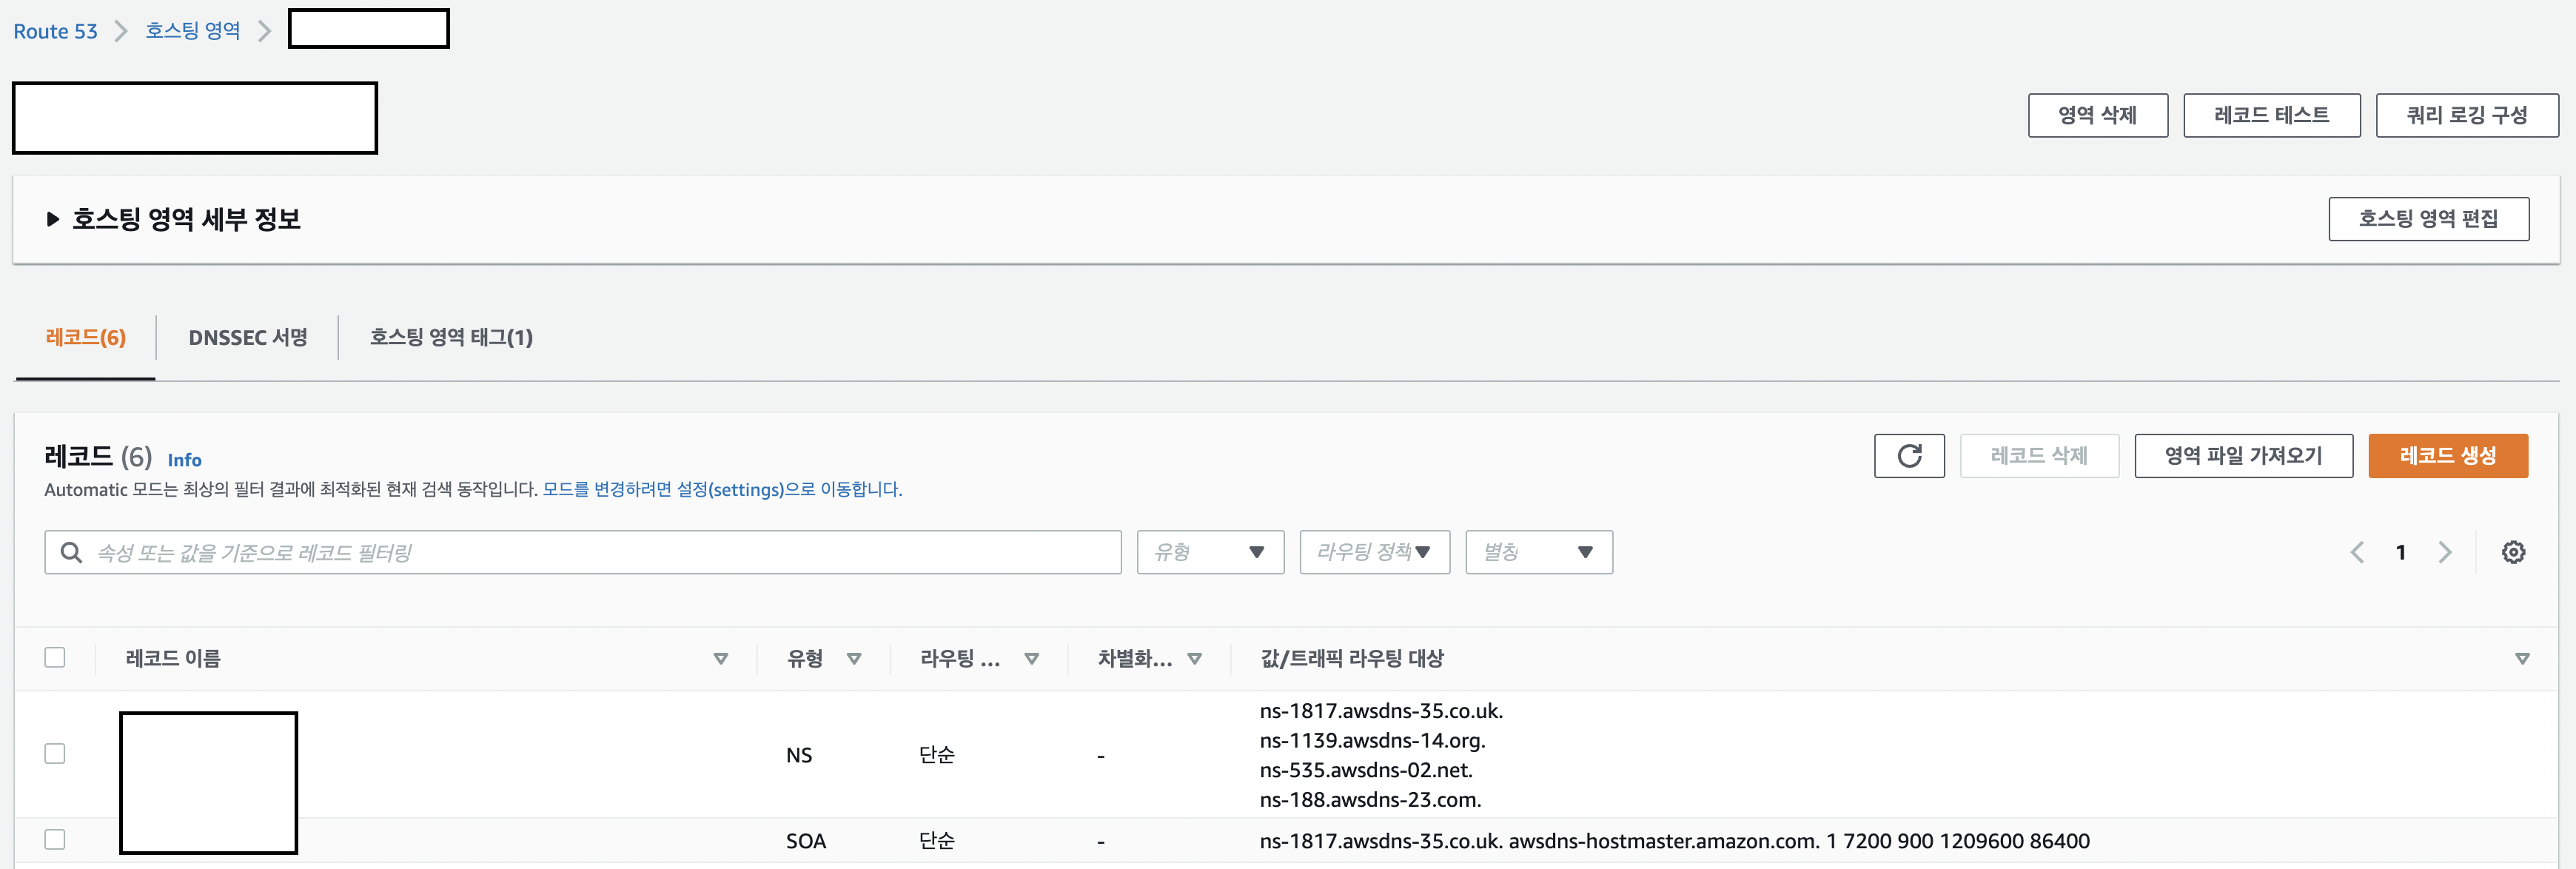 Route 53 호스팅 영역
영역 삭제 레코드 테스트 쿼리 로깅 구성
호스팅 영역 세부 정보 호스팅 영역 편집
레코드(6) DNSSEC 서명 호스팅 영역 태그(1)
레코드 (6) Info 레코드 삭제 영역 파일 가져오기 레코드 생성
Automatic 모드는 최상의 필터 결과에 최적화된 현재 검색 동작입니다. 모드를 변경하려면 설정(settings)으로 이동합니다.
속성 또는 값을 기준으로 레코드 필터링 유형 라우팅 정책 별칭 1
레코드 이름 유형 라우팅 ... 차별화... 값/트래픽 라우팅 대상
ns-1817.awsdns-35.co.uk.
ns-1139.awsdns-14.org.
NS 단순 -
ns-535.awsdns-02.net.
ns-188.awsdns-23.com.
SOA 단순 - ns-1817.awsdns-35.co.uk. awsdns-hostmaster.amazon.com. 1 7200 900 1209600 86400